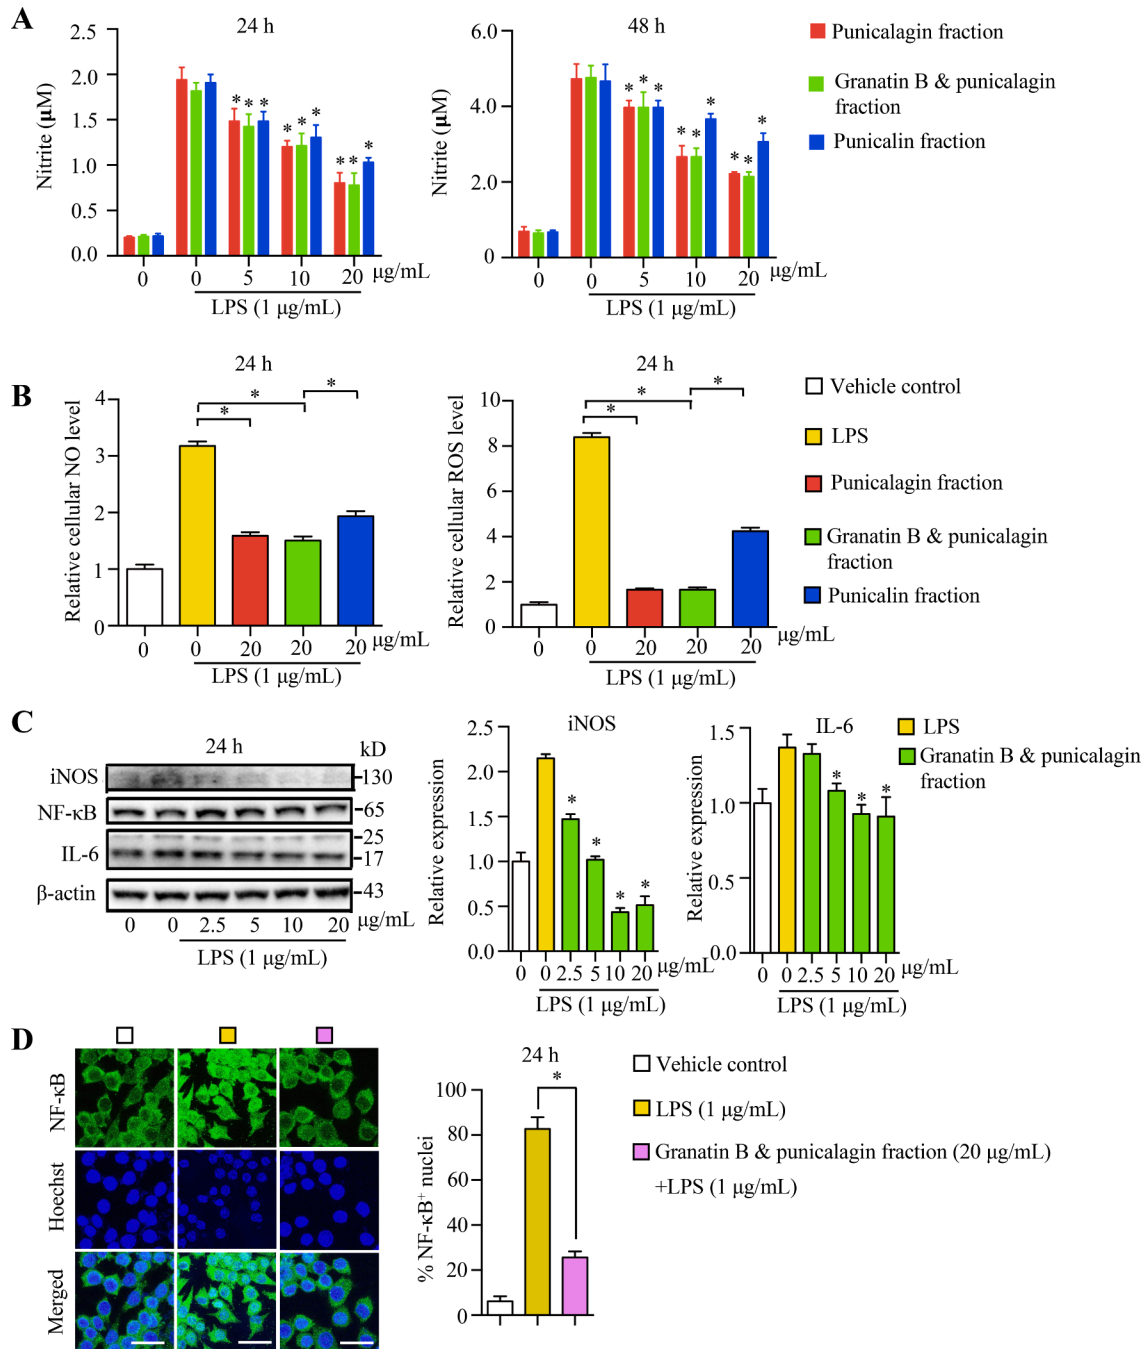 A
24 h
48 h
Nitrite (μM)
2.5
2.0
1.5
1.0
0.5
0.0
* * *
* * *
* * *
0
0
5
10
20
μg/mL
LPS (1 μg/mL)
Nitrite (μM)
6.0
4.0
2.0
0
* * *
* * *
* * *
0
0
5
10
20
μg/mL
LPS (1 μg/mL)
Punicalagin fraction
Granatin B & punicalagin
fraction
Punicalin fraction
B
24 h
Relative cellular NO level
4
3
2
1
0
*
*
*
0
0
20
20
20
μg/mL
LPS (1 μg/mL)
24 h
Relative cellular ROS level
10
8
6
4
2
0
*
*
*
0
0
20
20
20
μg/mL
LPS (1 μg/mL)
Vehicle control
LPS
Punicalagin fraction
Granatin B & punicalagin
fraction
Punicalin fraction
C
24 h
kD
iNOS
130
NF-κB
65
25
IL-6
17
β-actin
43
0
0
2.5
5
10
20
μg/mL
LPS (1 μg/mL)
iNOS
Relative expression
2.5
2.0
1.5
1.0
0.5
0.0
*
*
*
*
0
0
2.5
5
10
20
μg/mL
LPS (1 μg/mL)
IL-6
Relative expression
1.5
1.0
0.5
0.0
*
*
*
0
0
2.5
5
10
20
μg/mL
LPS (1 μg/mL)
LPS
Granatin B & punicalagin
fraction
D
NF-κB
Hoechst
Merged
24 h
% NF-κB⁺ nuclei
100
80
60
40
20
0
*
Vehicle control
LPS (1 μg/mL)
Granatin B & punicalagin fraction (20 μg/mL)
+LPS (1 μg/mL)